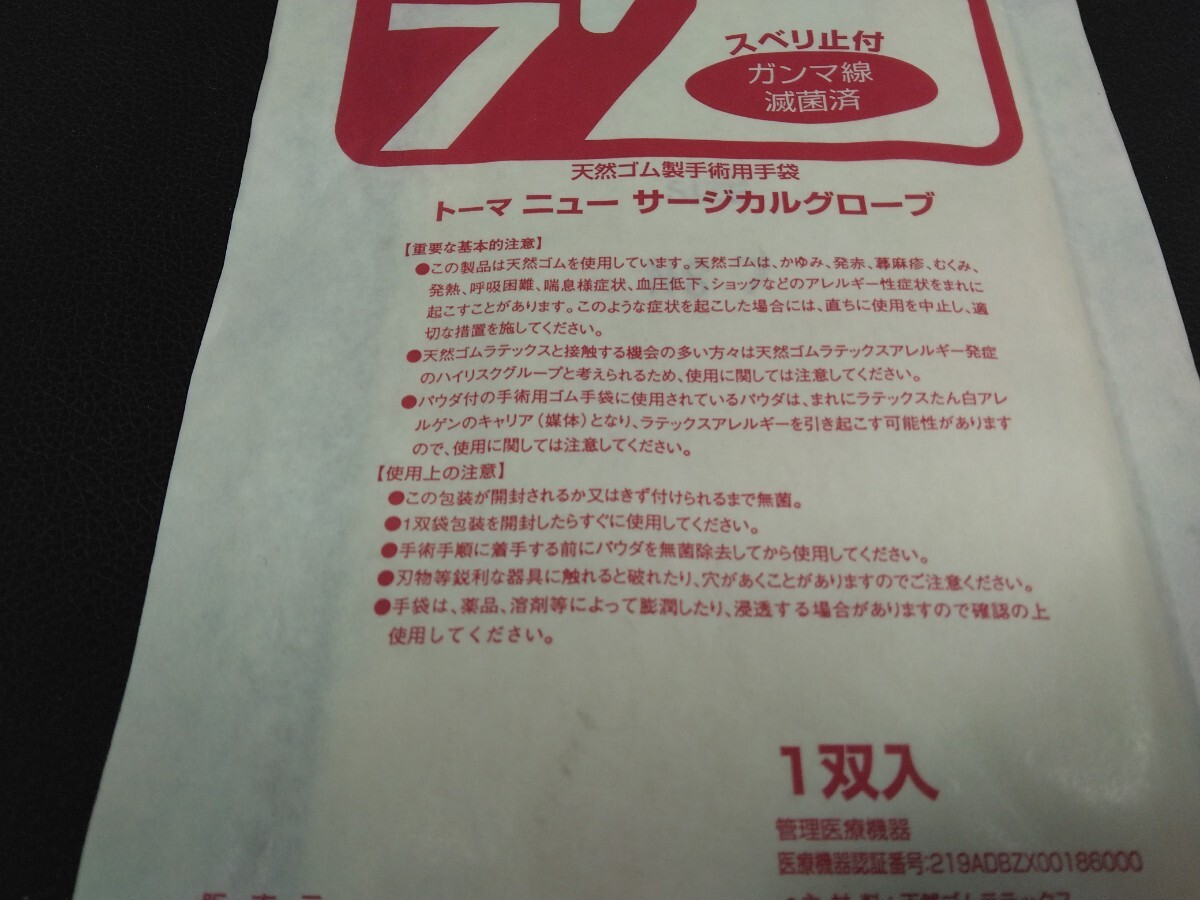 7
スベリ止付
ガンマ線
滅菌済
天然ゴム製手術用手袋
トーマ ニュー サージカルグローブ
【重要な基本的注意】
●この製品は天然ゴムを使用しています。天然ゴムは、かゆみ、発赤、蕁麻疹、むくみ、
発熱、呼吸困難、喘息様症状、血圧低下、ショックなどのアレルギー性症状をまれに
起こすことがあります。このような症状を起こした場合には、直ちに使用を中止し、適
切な措置を施してください。
●天然ゴムラテックスと接触する機会の多い方々は天然ゴムラテックスアレルギー発症
のハイリスクグループと考えられるため、使用に関しては注意してください。
●パウダ付の手術用ゴム手袋に使用されているパウダは、まれにラテックスたん白アレ
ルゲンのキャリア（媒体）となり、ラテックスアレルギーを引き起こす可能性があります
ので、使用に関しては注意してください。
【使用上の注意】
●この包装が開封されるか又はきず付けられるまで無菌。
●1双袋包装を開封したらすぐに使用してください。
●手術手順に着手する前にパウダを無菌除去してから使用してください。
●刃物等鋭利な器具に触れると破れたり、穴があくことがありますのでご注意ください。
●手袋は、薬品、溶剤等によって膨潤したり、浸透する場合がありますので確認の上
使用してください。
1双入
管理医療機器
医療機器認証番号:219ADBZX00186000